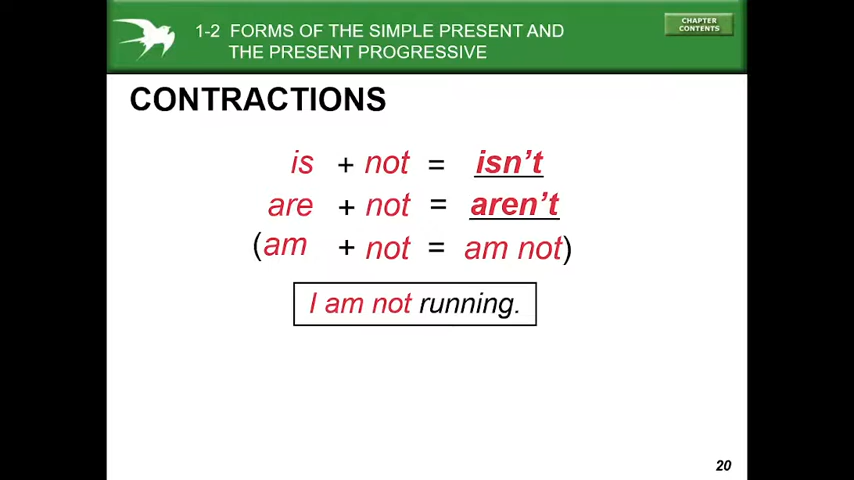 1-2 FORMS OF THE SIMPLE PRESENT AND
THE PRESENT PROGRESSIVE
CHAPTER
CONTENTS
CONTRACTIONS
is + not = isn’t
are + not = aren’t
(am + not = am not)
I am not running.
20